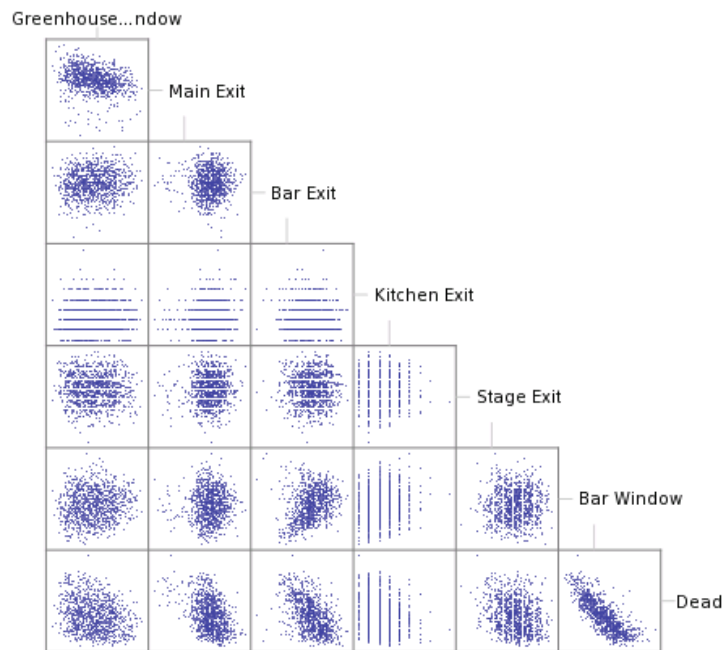 Greenhouse...ndow
Main Exit
Bar Exit
Kitchen Exit
Stage Exit
Bar Window
Dead